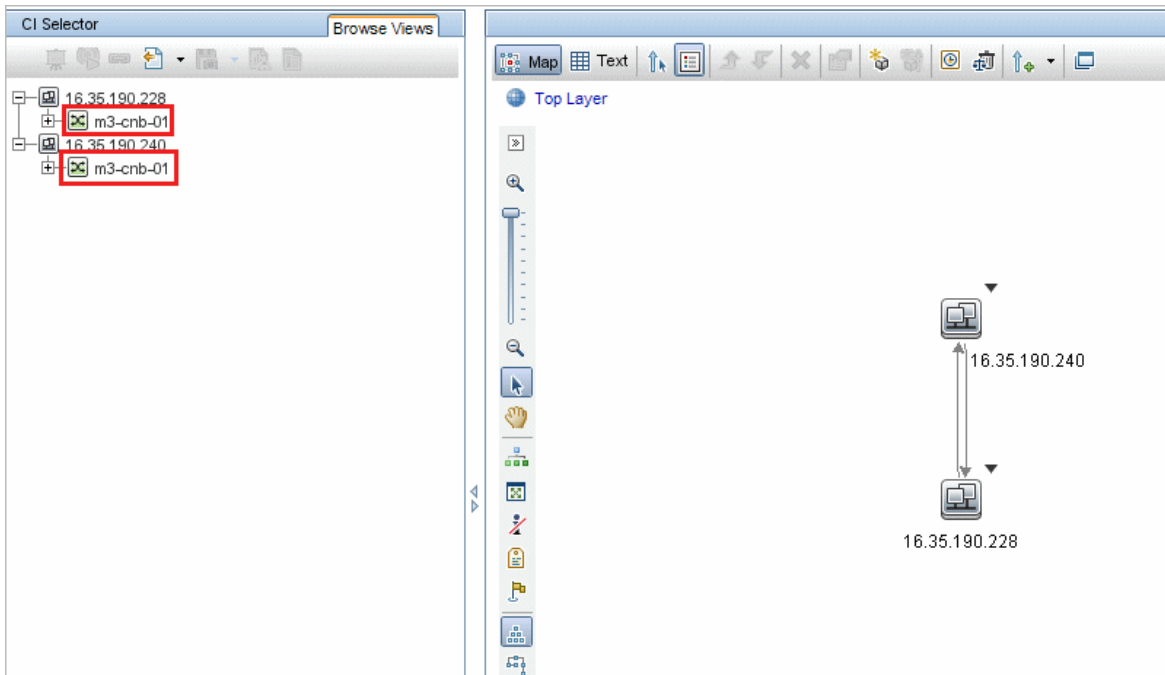 CI Selector
Browse Views
16.35.190.228
m3-cnb-01
16.35.190.240
m3-cnb-01
Map
Text
Top Layer
16.35.190.240
16.35.190.228